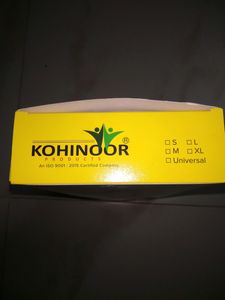 KOHINOOR®
PRODUCTS
An ISO 9001 : 2015 Certified Company
S L
M XL
Universal